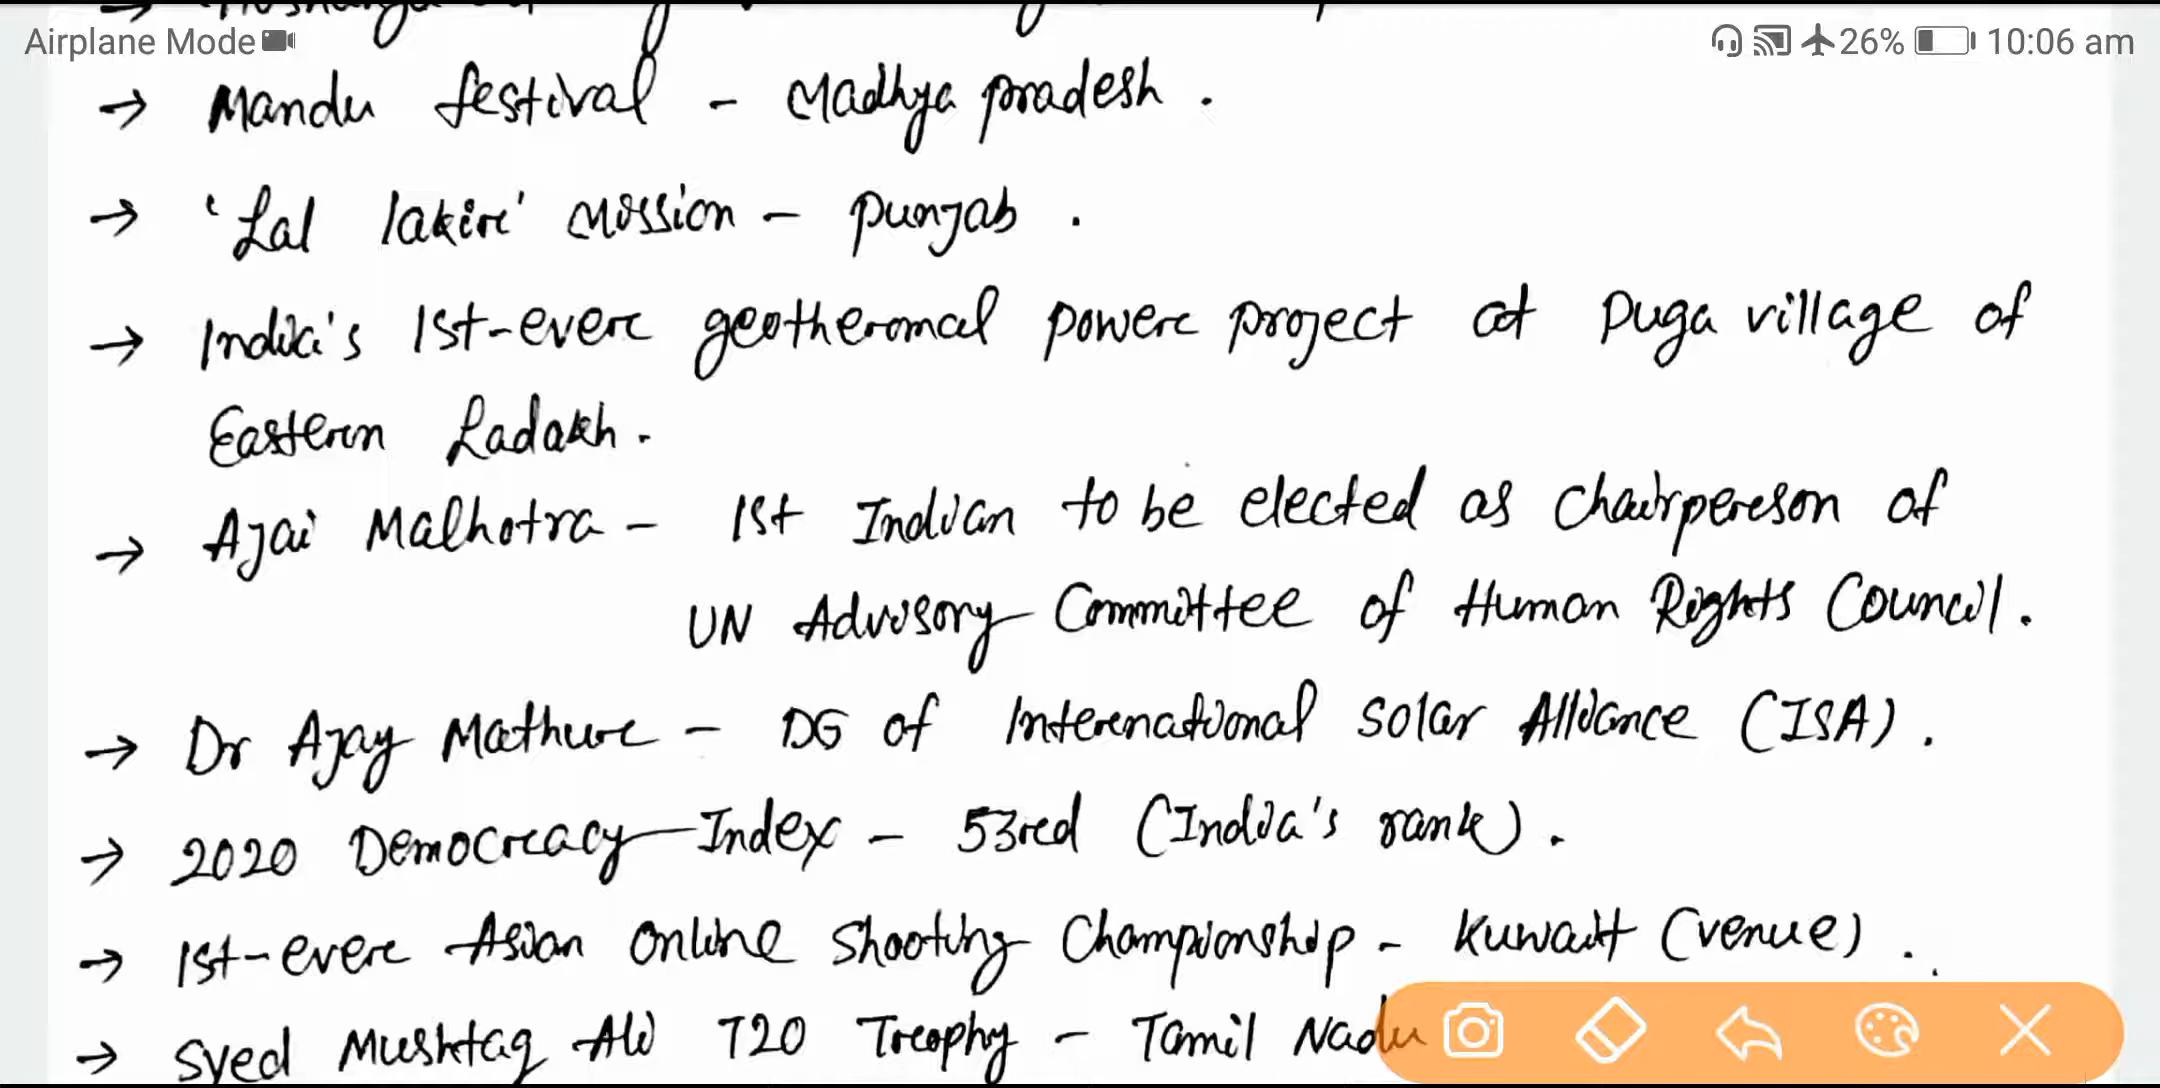 Airplane Mode 26% 10:06 am
→ Mandu festival - Madhya pradesh .
→ 'Lal lakir' Mission - Punjab .
→ India's 1st-ever geothermal power project at Puga village of
Eastern Ladakh .
→ Ajai Malhotra - 1st Indian to be elected as Chairperson of
UN Advisory Committee of Human Rights Council .
→ Dr Ajay Mathur - DG of International Solar Alliance (ISA) .
→ 2020 Democracy Index - 53rd (India's rank) .
→ 1st-ever Asian Online Shooting Championship - Kuwait (venue) .
→ Syed Mushtaq Ali T20 Trophy - Tamil Nadu